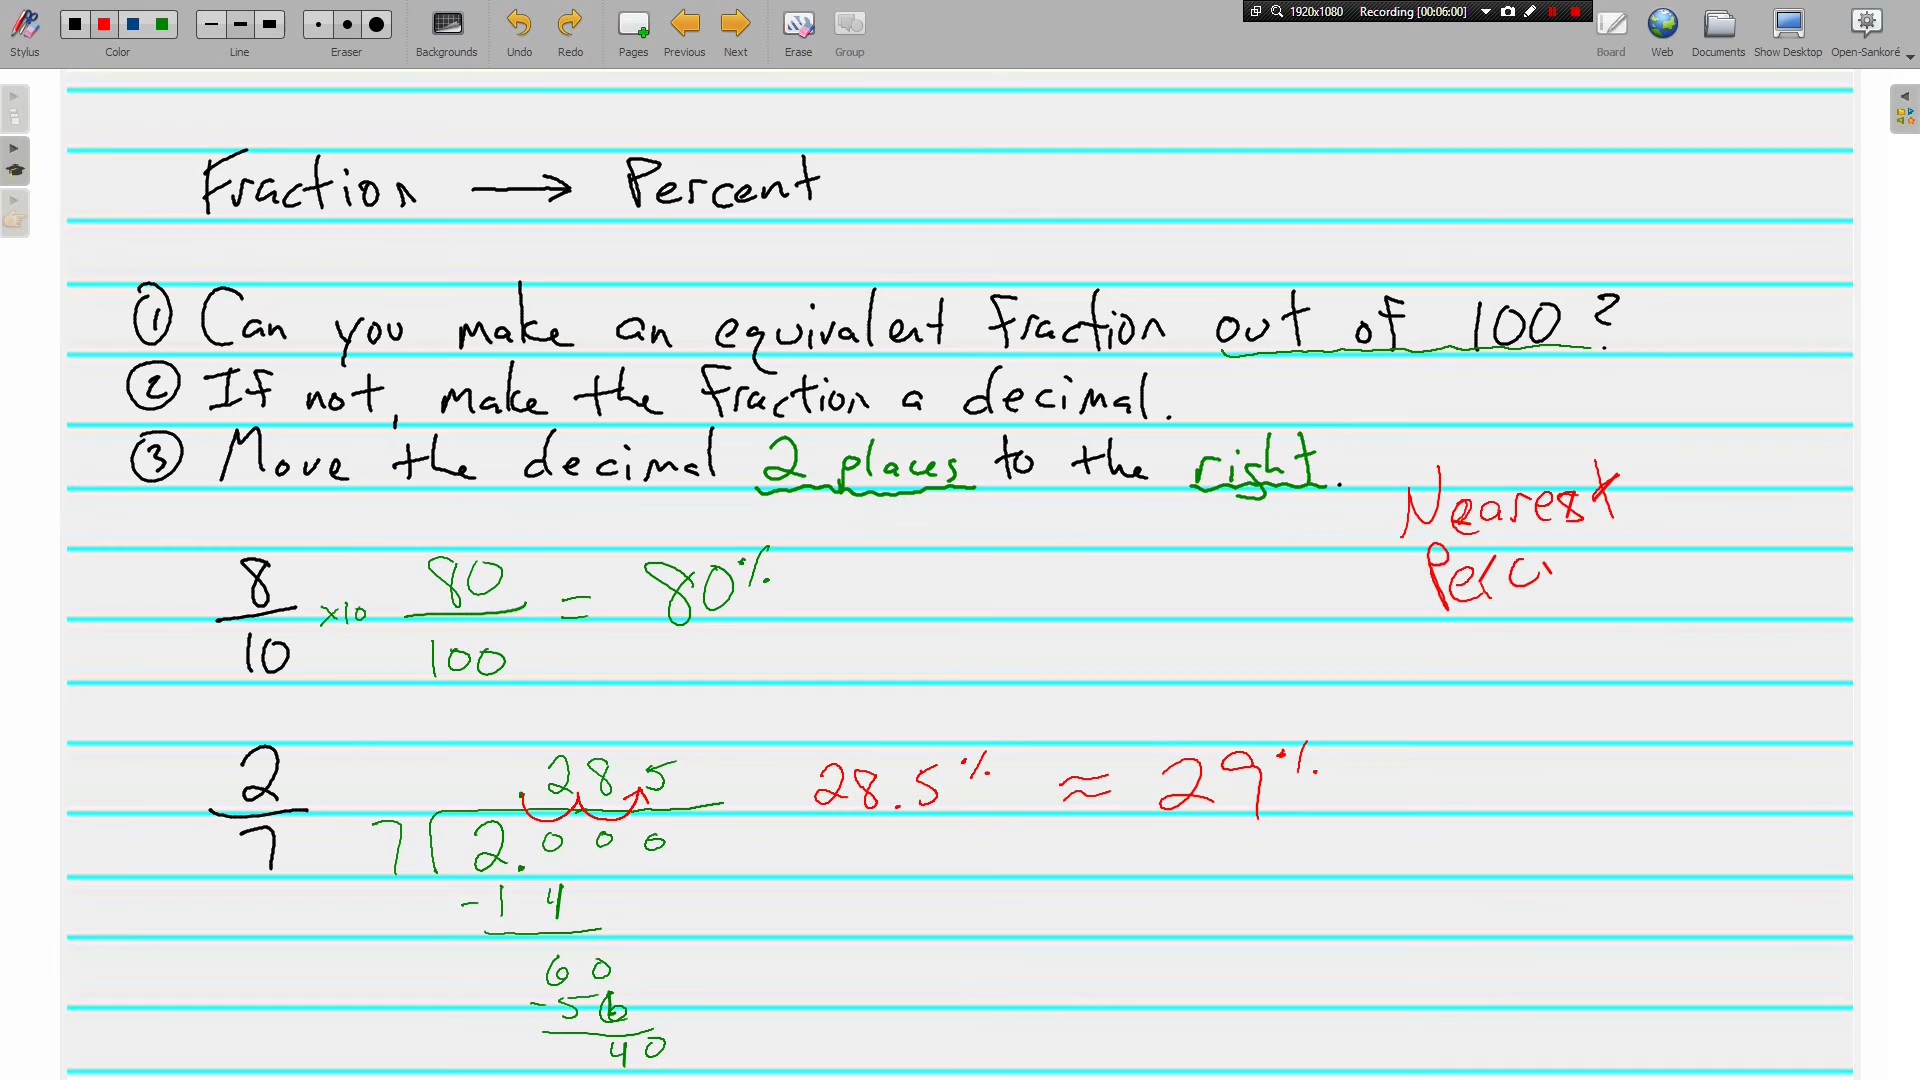 1920x1080 Recording [00:06:00]
Stylus Color Line Eraser Backgrounds Undo Redo Pages Previous Next Erase Group Board Web Documents Show Desktop Open-Sankoré
Fraction → Percent
① Can you make an equivalent fraction out of 100?
② If not, make the fraction a decimal.
③ Move the decimal 2 places to the right.
Nearest
Perc
8/10 ×10 80/100 = 80%
2/7
.285
7 2.000
28.5% ≈ 29%
-14
60
-56
40